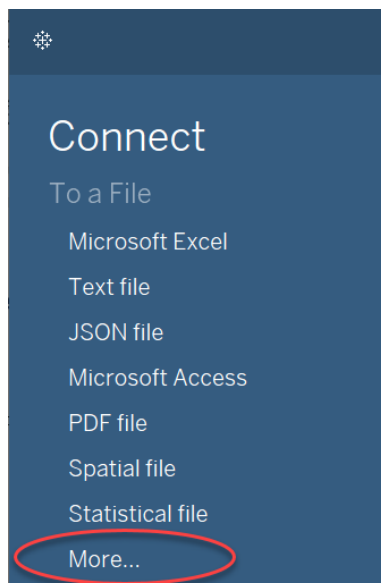 Connect
To a File
Microsoft Excel
Text file
JSON file
Microsoft Access
PDF file
Spatial file
Statistical file
More...